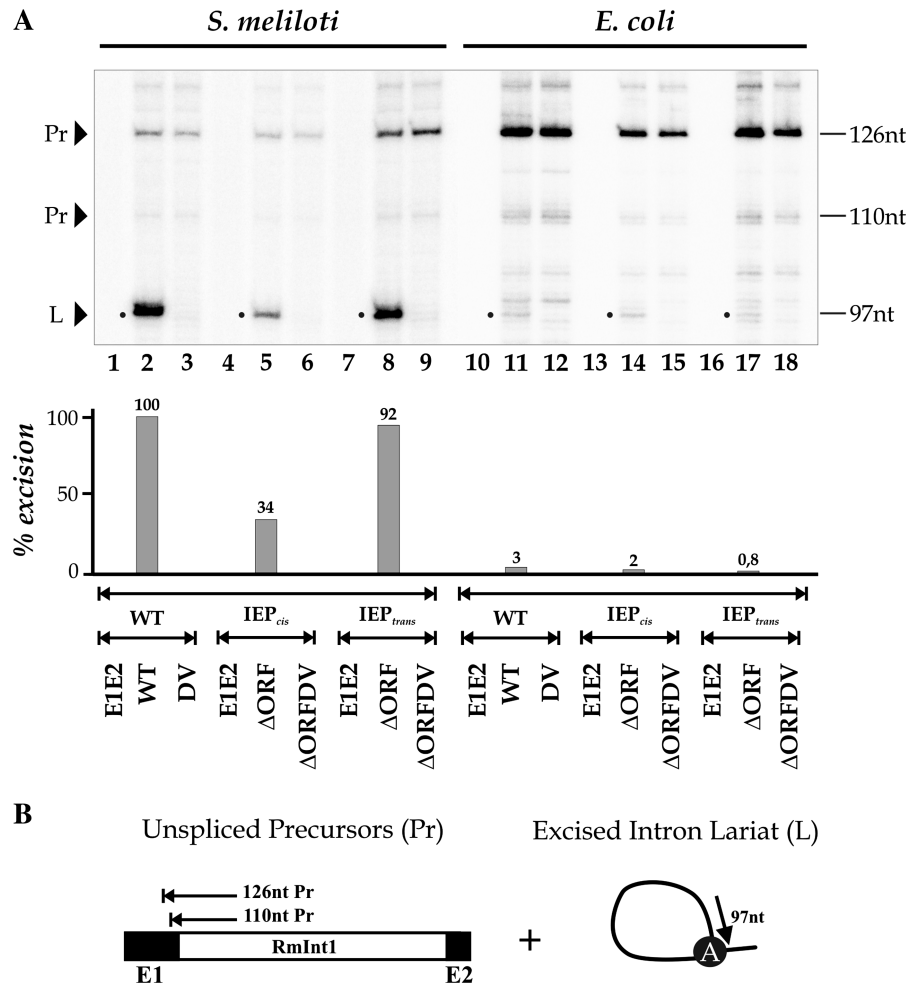 A
S. meliloti E. coli
Pr 126nt
Pr 110nt
L 97nt
1 2 3 4 5 6 7 8 9 10 11 12 13 14 15 16 17 18
% excision
100
50
0
100 34 92 3 2 0,8
WT IEPcis IEPtrans WT IEPcis IEPtrans
E1E2 WT DV E1E2 ΔORF ΔORFDV E1E2 ΔORF ΔORFDV E1E2 WT DV E1E2 ΔORF ΔORFDV E1E2 ΔORF ΔORFDV
B
Unspliced Precursors (Pr) Excised Intron Lariat (L)
126nt Pr
110nt Pr
RmInt1
E1 E2
+
97nt
A